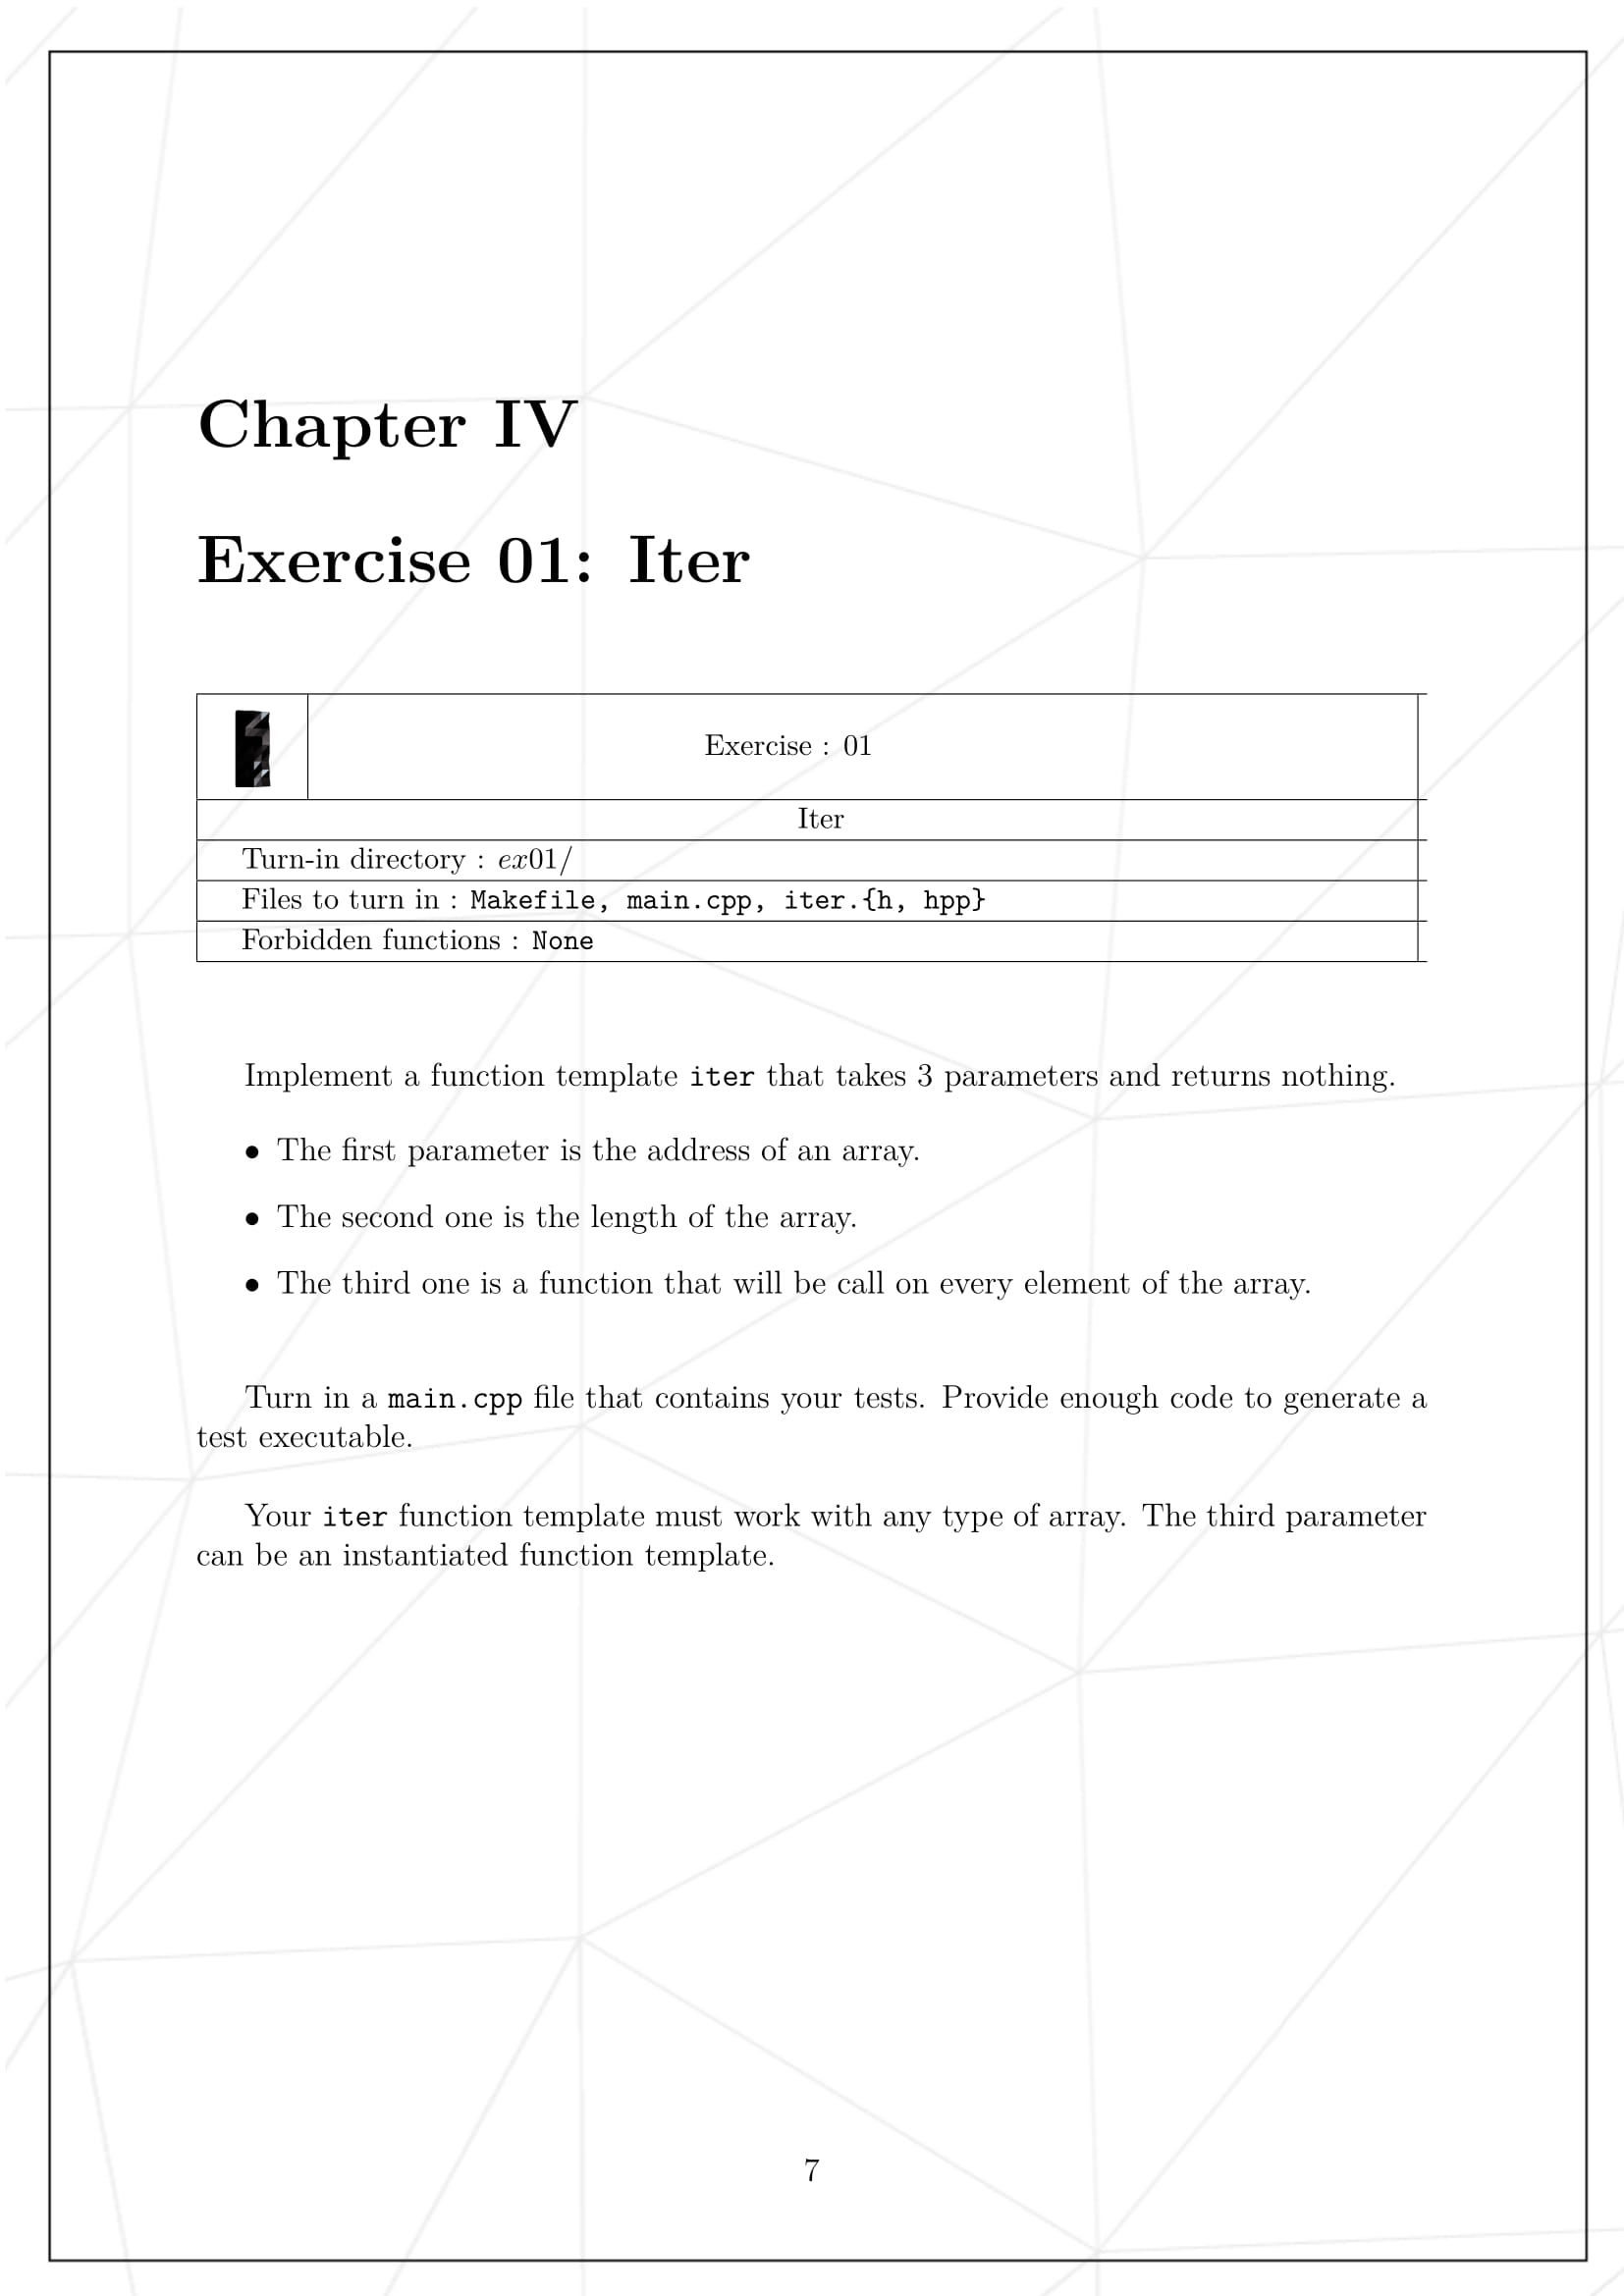 Chapter IV
Exercise 01: Iter
Exercise : 01
Iter
Turn-in directory : ex01/
Files to turn in : Makefile, main.cpp, iter.{h, hpp}
Forbidden functions : None
Implement a function template iter that takes 3 parameters and returns nothing.
• The first parameter is the address of an array.
• The second one is the length of the array.
• The third one is a function that will be call on every element of the array.
Turn in a main.cpp file that contains your tests. Provide enough code to generate a
test executable.
Your iter function template must work with any type of array. The third parameter
can be an instantiated function template.
7